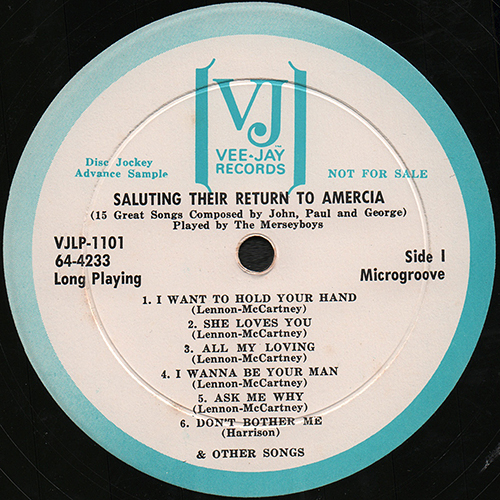 VJ
VEE-JAY
RECORDS
Disc Jockey
Advance Sample
NOT FOR SALE
SALUTING THEIR RETURN TO AMERCIA
(15 Great Songs Composed by John, Paul and George)
Played by The Merseyboys
VJLP-1101
64-4233
Long Playing
Side I
Microgroove
1. I WANT TO HOLD YOUR HAND
(Lennon-McCartney)
2. SHE LOVES YOU
(Lennon-McCartney)
3. ALL MY LOVING
(Lennon-McCartney)
4. I WANNA BE YOUR MAN
(Lennon-McCartney)
5. ASK ME WHY
(Lennon-McCartney)
6. DON'T BOTHER ME
(Harrison)
& OTHER SONGS